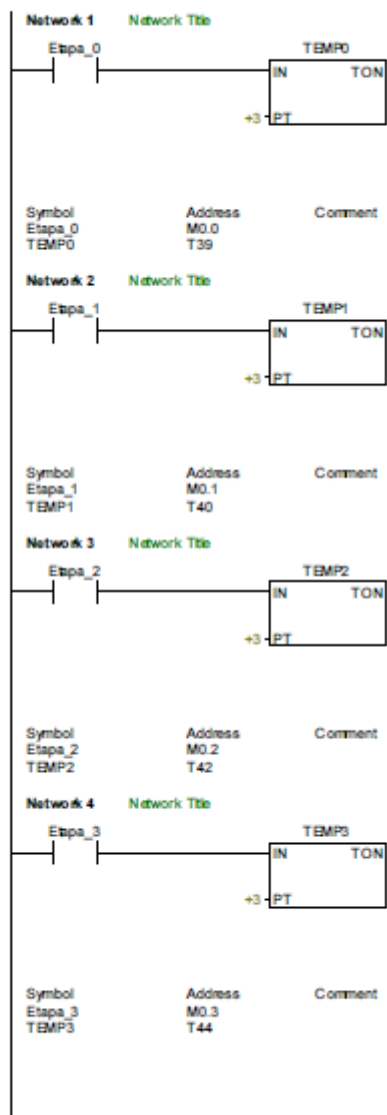 Network 1 Network Title
Etapa_0 TEMP0
IN TON
+3 PT
Symbol Address Comment
Etapa_0 M0.0
TEMP0 T39
Network 2 Network Title
Etapa_1 TEMP1
IN TON
+3 PT
Symbol Address Comment
Etapa_1 M0.1
TEMP1 T40
Network 3 Network Title
Etapa_2 TEMP2
IN TON
+3 PT
Symbol Address Comment
Etapa_2 M0.2
TEMP2 T42
Network 4 Network Title
Etapa_3 TEMP3
IN TON
+3 PT
Symbol Address Comment
Etapa_3 M0.3
TEMP3 T44